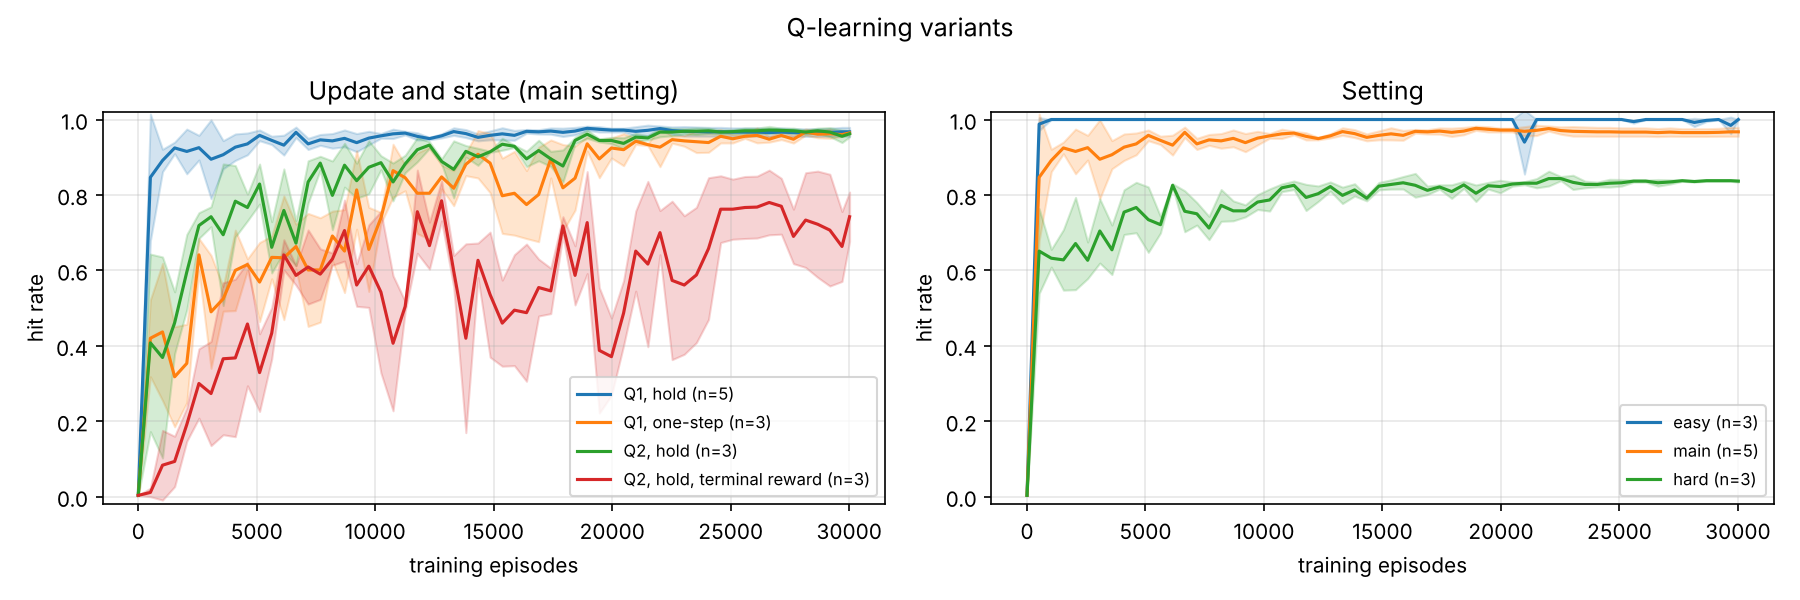 Q-learning variants
Update and state (main setting)
hit rate
1.0
0.8
0.6
0.4
0.2
0.0
0 5000 10000 15000 20000 25000 30000
training episodes
Q1, hold (n=5)
Q1, one-step (n=3)
Q2, hold (n=3)
Q2, hold, terminal reward (n=3)
Setting
hit rate
1.0
0.8
0.6
0.4
0.2
0.0
0 5000 10000 15000 20000 25000 30000
training episodes
easy (n=3)
main (n=5)
hard (n=3)